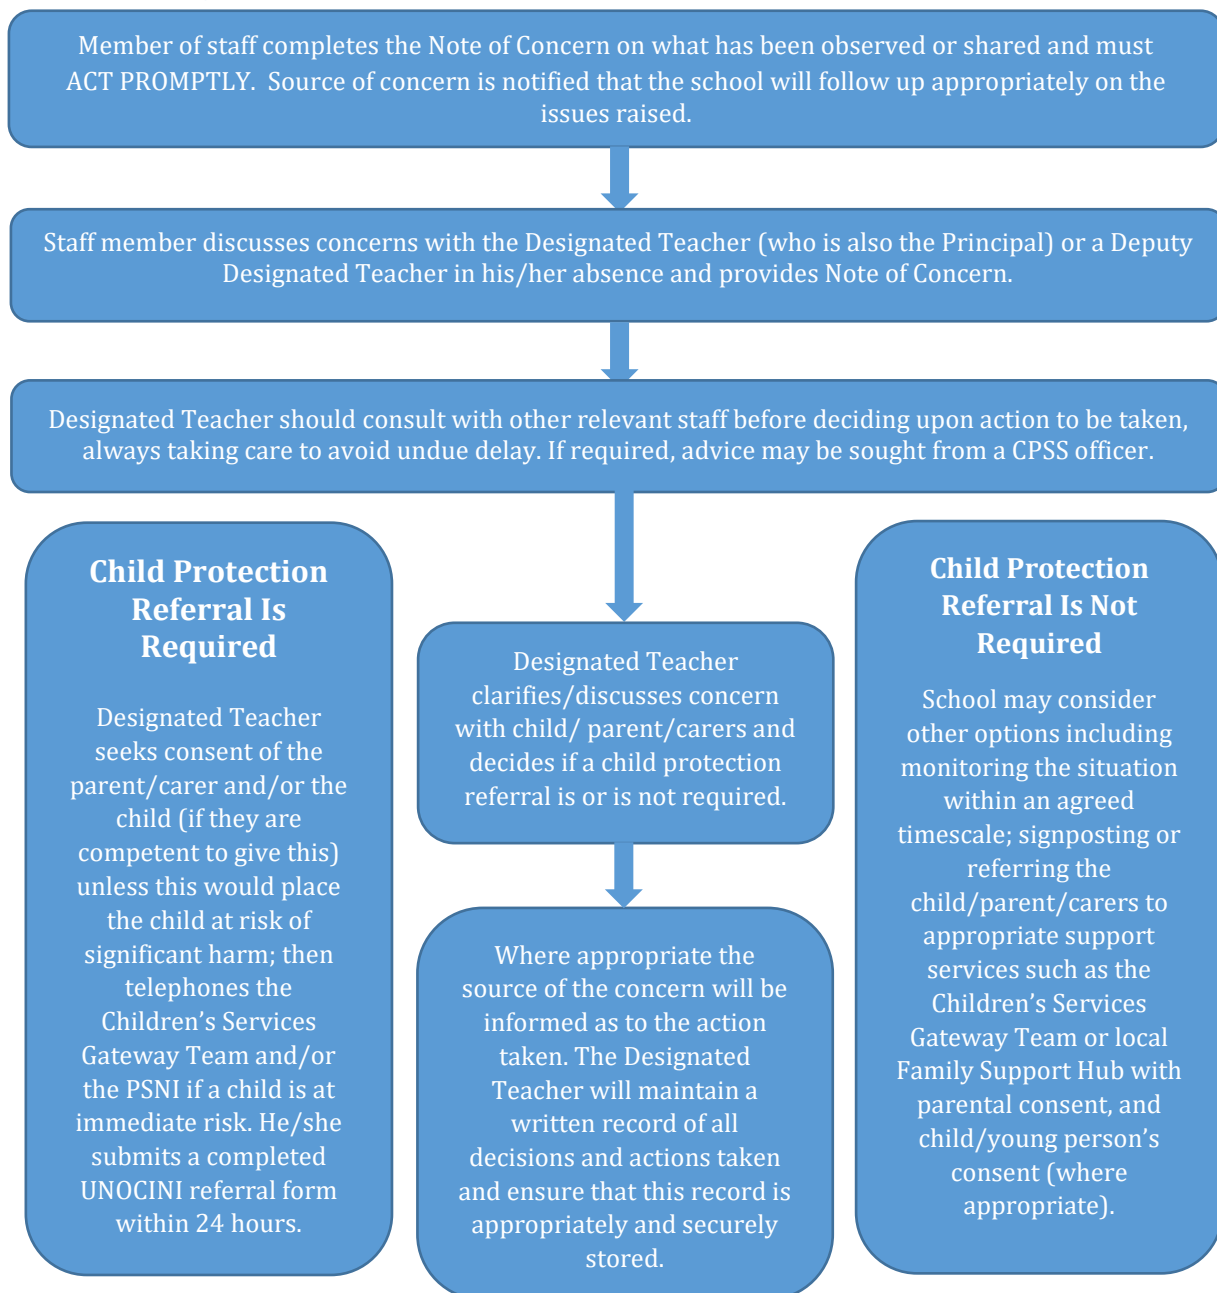 Member of staff completes the Note of Concern on what has been observed or shared and must
ACT PROMPTLY.  Source of concern is notified that the school will follow up appropriately on the
issues raised.
Staff member discusses concerns with the Designated Teacher (who is also the Principal) or a Deputy
Designated Teacher in his/her absence and provides Note of Concern.
Designated Teacher should consult with other relevant staff before deciding upon action to be taken,
always taking care to avoid undue delay. If required, advice may be sought from a CPSS officer.
Child Protection
Referral Is
Required
Designated Teacher
seeks consent of the
parent/carer and/or the
child (if they are
competent to give this)
unless this would place
the child at risk of
significant harm; then
telephones the
Children’s Services
Gateway Team and/or
the PSNI if a child is at
immediate risk. He/she
submits a completed
UNOCINI referral form
within 24 hours.
Designated Teacher
clarifies/discusses concern
with child/ parent/carers and
decides if a child protection
referral is or is not required.
Where appropriate the
source of the concern will be
informed as to the action
taken. The Designated
Teacher will maintain a
written record of all
decisions and actions taken
and ensure that this record is
appropriately and securely
stored.
Child Protection
Referral Is Not
Required
School may consider
other options including
monitoring the situation
within an agreed
timescale; signposting or
referring the
child/parent/carers to
appropriate support
services such as the
Children’s Services
Gateway Team or local
Family Support Hub with
parental consent, and
child/young person’s
consent (where
appropriate).